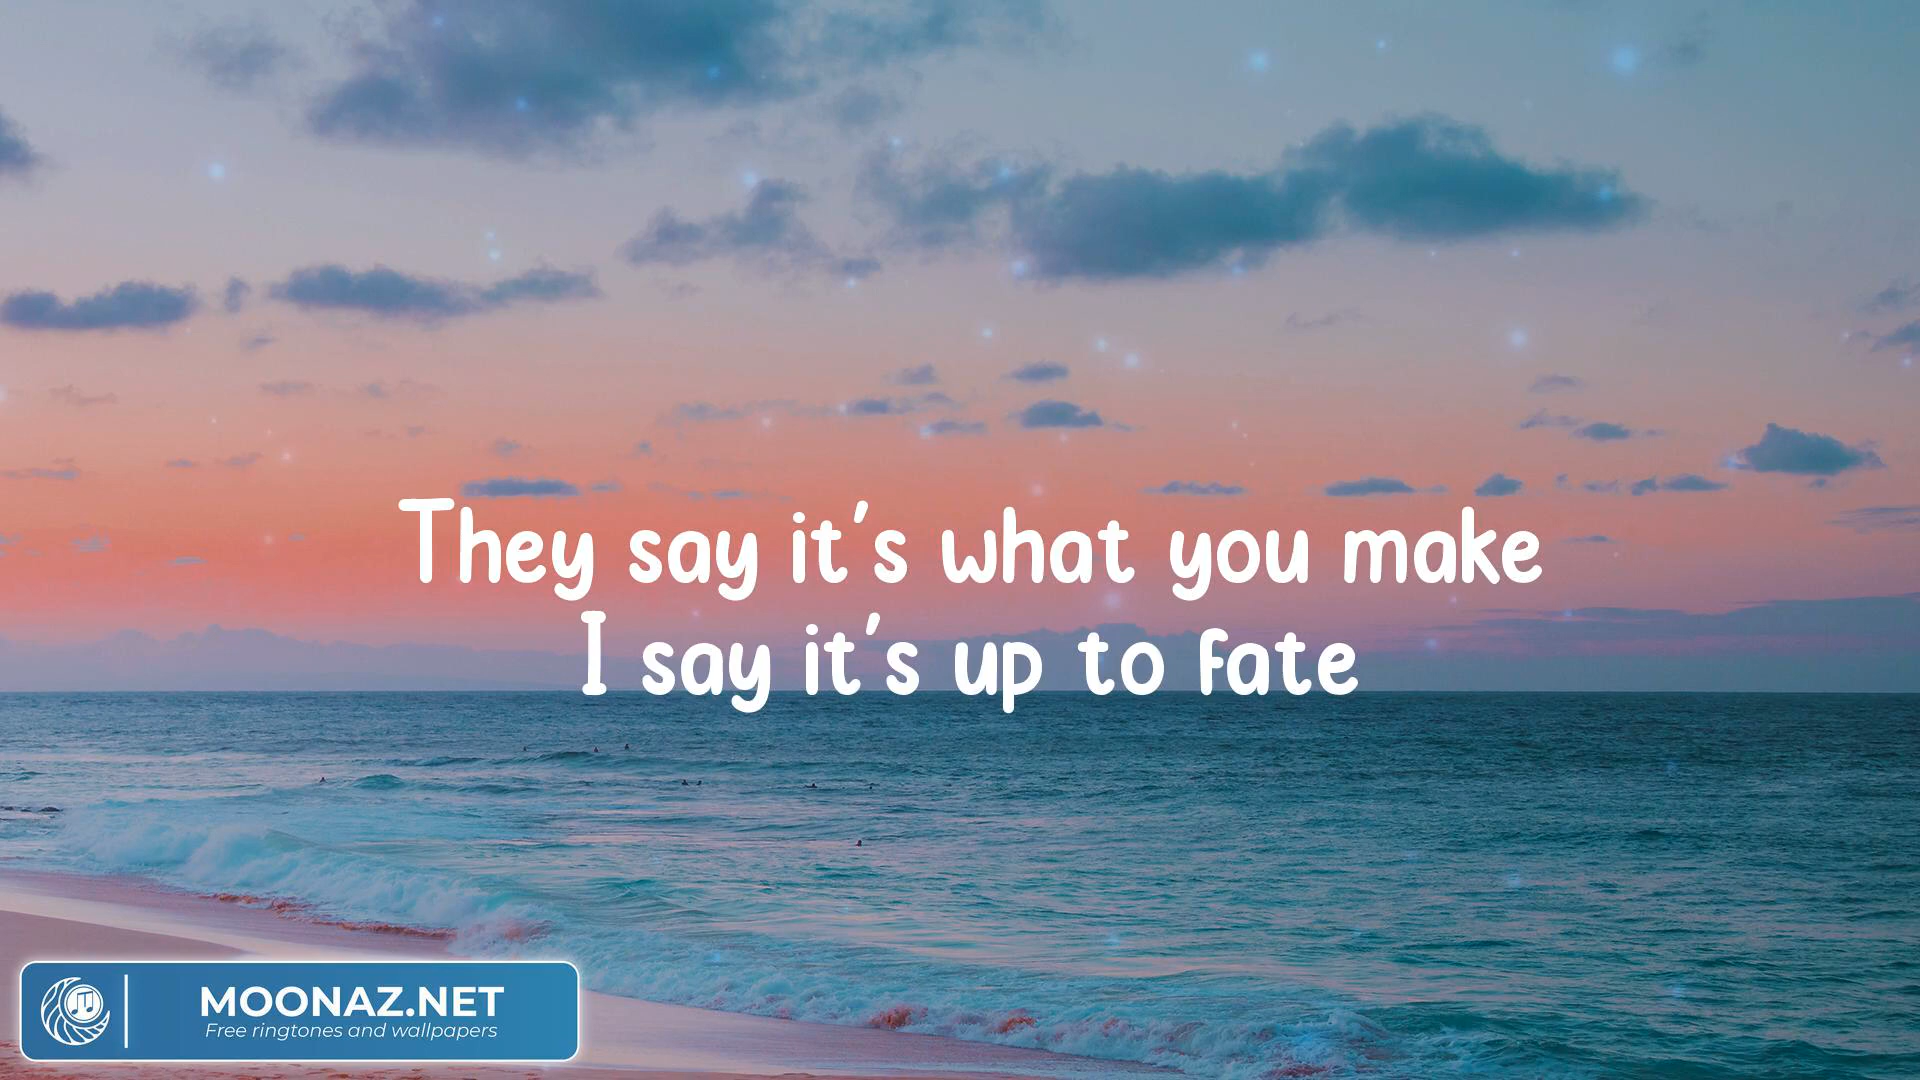 They say it's what you make
I say it's up to fate
MOONAZ.NET
Free ringtones and wallpapers